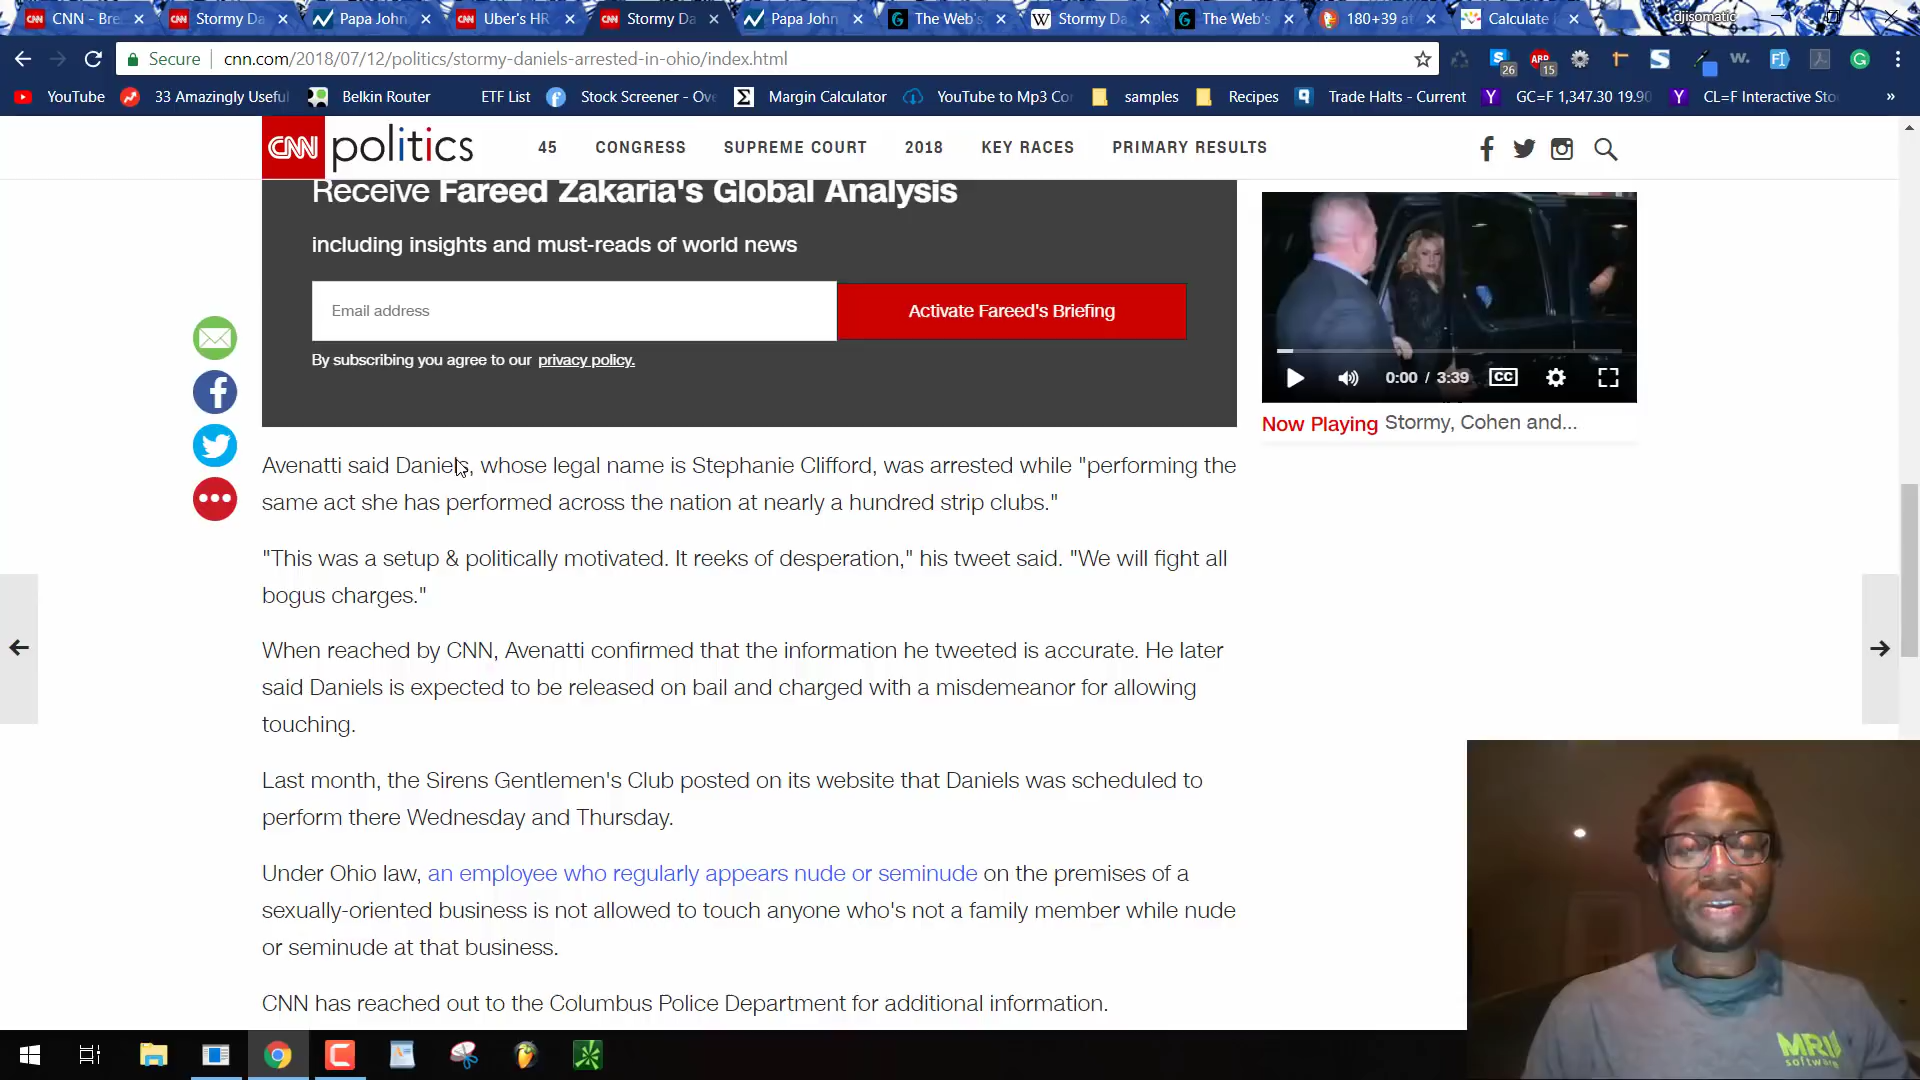 CNN - Bre
Stormy Da
Papa John
Uber's HR
Stormy Da
Papa John
The Web's
Stormy Da
The Web's
180+39 a
Calculate
djisomatic
Secure
cnn.com/2018/07/12/politics/stormy-daniels-arrested-in-ohio/index.html
26
ABP
15
YouTube
33 Amazingly Useful
Belkin Router
ETF List
Stock Screener - Ove
Margin Calculator
YouTube to Mp3 Co
samples
Recipes
Trade Halts - Current
GC=F 1,347.30 19.90
CL=F Interactive Sto
»
CNN politics
45
CONGRESS
SUPREME COURT
2018
KEY RACES
PRIMARY RESULTS
Receive Fareed Zakaria's Global Analysis
including insights and must-reads of world news
Email address
Activate Fareed's Briefing
By subscribing you agree to our privacy policy.
0:00 / 3:39
CC
Now Playing Stormy, Cohen and...
Avenatti said Daniels, whose legal name is Stephanie Clifford, was arrested while "performing the
same act she has performed across the nation at nearly a hundred strip clubs."
"This was a setup & politically motivated. It reeks of desperation," his tweet said. "We will fight all
bogus charges."
When reached by CNN, Avenatti confirmed that the information he tweeted is accurate. He later
said Daniels is expected to be released on bail and charged with a misdemeanor for allowing
touching.
Last month, the Sirens Gentlemen's Club posted on its website that Daniels was scheduled to
perform there Wednesday and Thursday.
Under Ohio law, an employee who regularly appears nude or seminude on the premises of a
sexually-oriented business is not allowed to touch anyone who's not a family member while nude
or seminude at that business.
CNN has reached out to the Columbus Police Department for additional information.
MRI
software